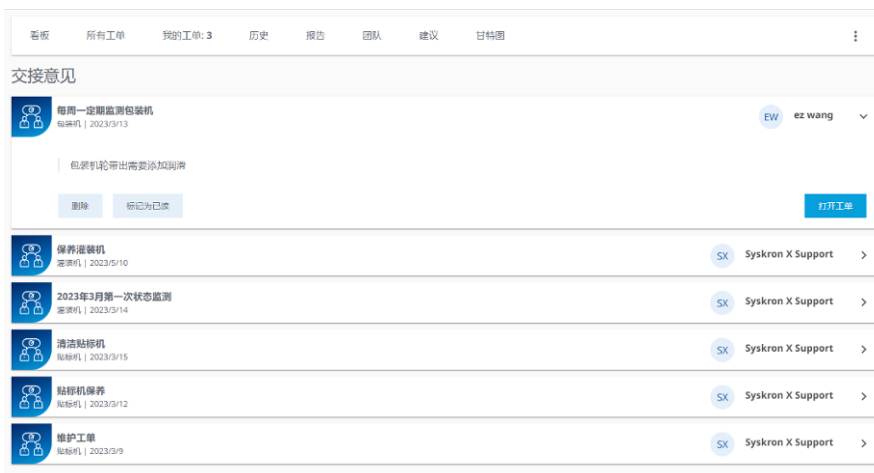 看板 所有工单 我的工单: 3 历史 报告 团队 建议 甘特图
交接意见
每周一定期监测包装机
包装机 | 2023/3/13
EW ez wang
包装机轮带出需要添加润滑
删除 标记为已读 打开工单
保养灌装机
灌装机 | 2023/5/10
SX Syskron X Support
2023年3月第一次状态监测
灌装机 | 2023/3/14
SX Syskron X Support
清洁贴标机
贴标机 | 2023/3/15
SX Syskron X Support
贴标机保养
贴标机 | 2023/3/12
SX Syskron X Support
维护工单
贴标机 | 2023/3/9
SX Syskron X Support